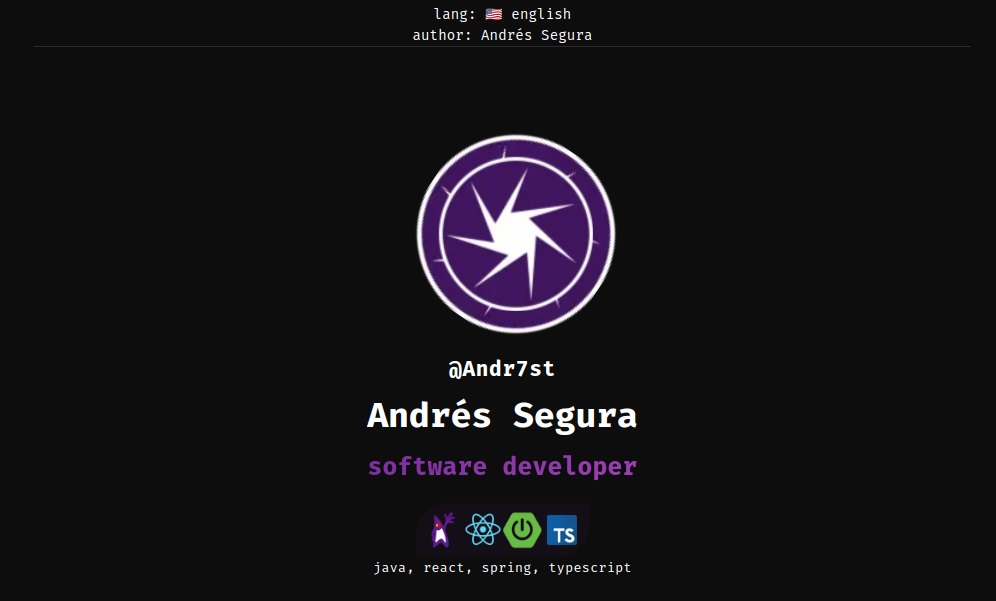 lang: 🇺🇸 english
author: Andrés Segura
@Andr7st
Andrés Segura
software developer
TS
java, react, spring, typescript